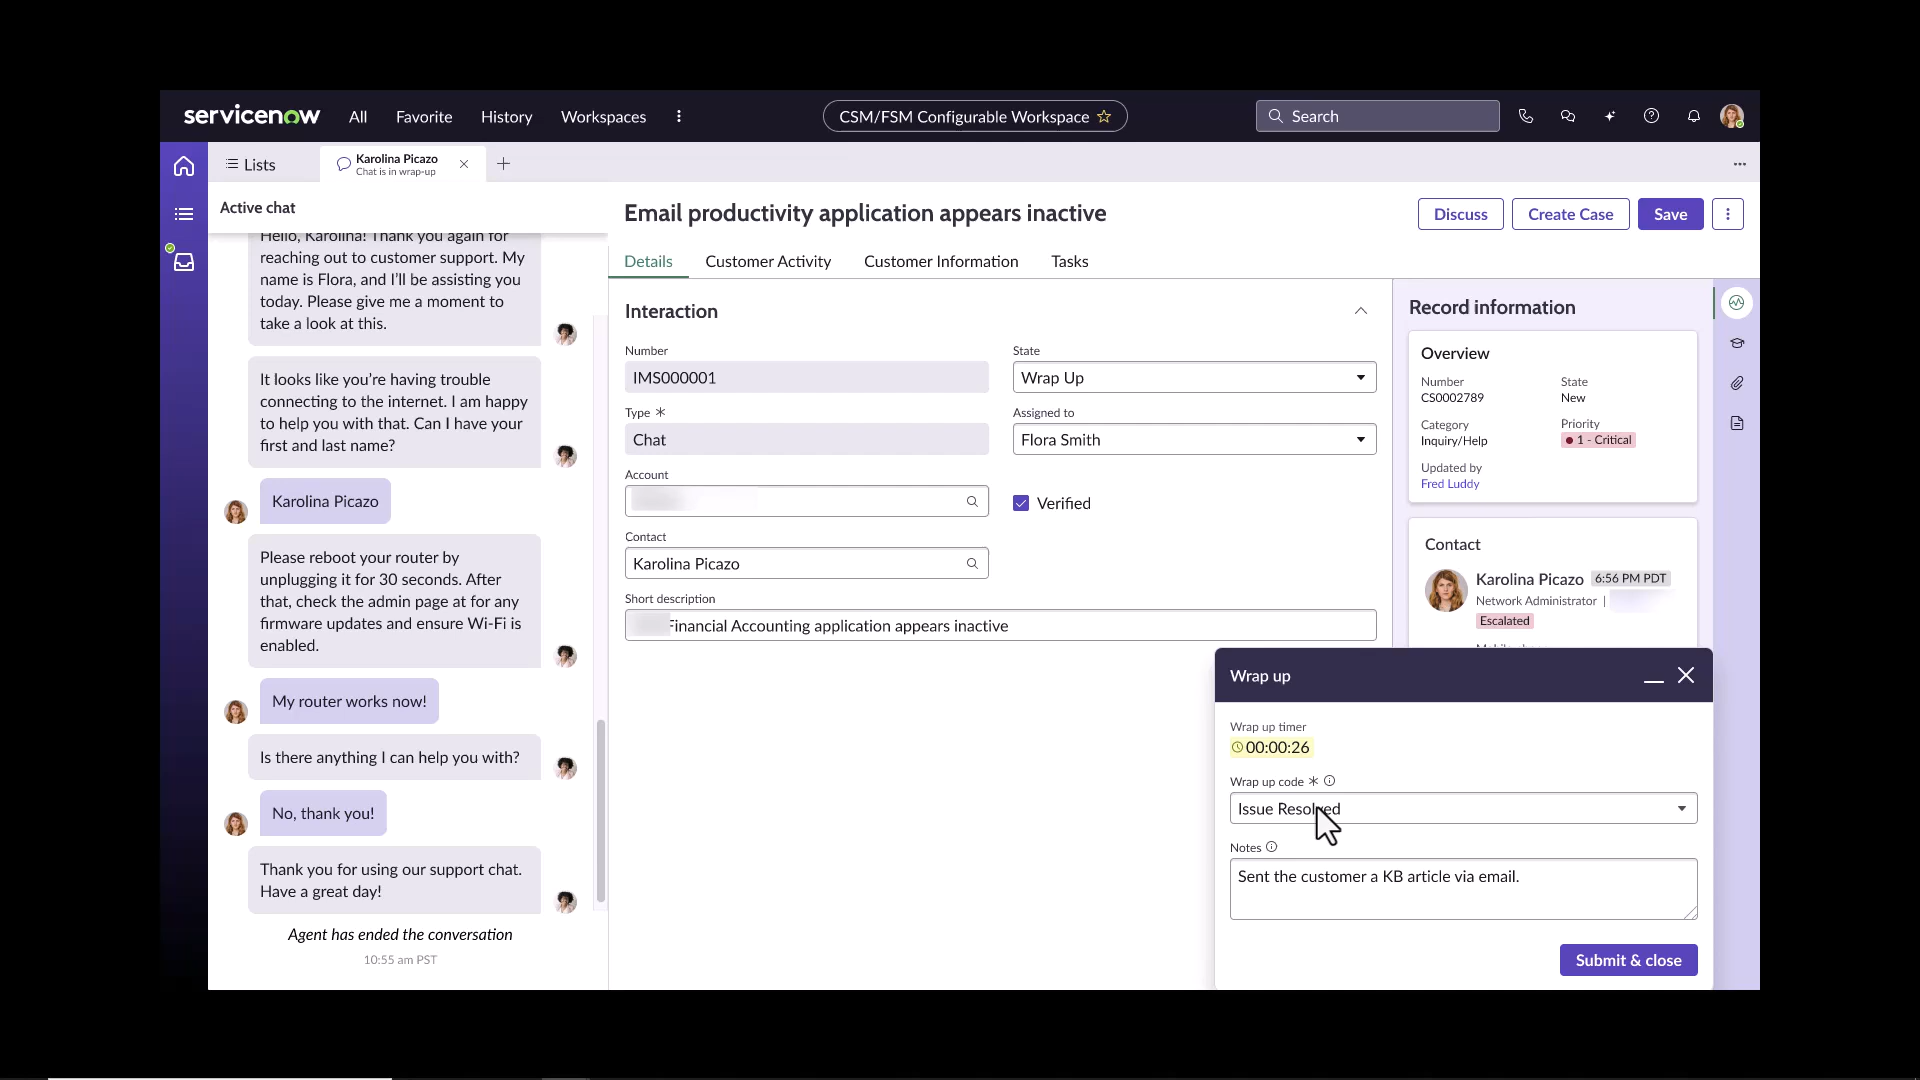 servicenow
All
Favorite
History
Workspaces
CSM/FSM Configurable Workspace
Search
Lists
Karolina Picazo
Chat is in wrap-up
Active chat
Hello, Karolina! Thank you again for
reaching out to customer support. My
name is Flora, and I’ll be assisting you
today. Please give me a moment to
take a look at this.
It looks like you’re having trouble
connecting to the internet. I am happy
to help you with that. Can I have your
first and last name?
Karolina Picazo
Please reboot your router by
unplugging it for 30 seconds. After
that, check the admin page at for any
firmware updates and ensure Wi-Fi is
enabled.
My router works now!
Is there anything I can help you with?
No, thank you!
Thank you for using our support chat.
Have a great day!
Agent has ended the conversation
10:55 am PST
Email productivity application appears inactive
Discuss
Create Case
Save
Details
Customer Activity
Customer Information
Tasks
Interaction
Number
IMS000001
State
Wrap Up
Type *
Chat
Assigned to
Flora Smith
Account
Verified
Contact
Karolina Picazo
Short description
Financial Accounting application appears inactive
Record information
Overview
Number
CS0002789
State
New
Category
Inquiry/Help
Priority
1 - Critical
Updated by
Fred Luddy
Contact
Karolina Picazo
6:56 PM PDT
Network Administrator |
Escalated
Wrap up
Wrap up timer
00:00:26
Wrap up code *
Issue Resolved
Notes
Sent the customer a KB article via email.
Submit & close